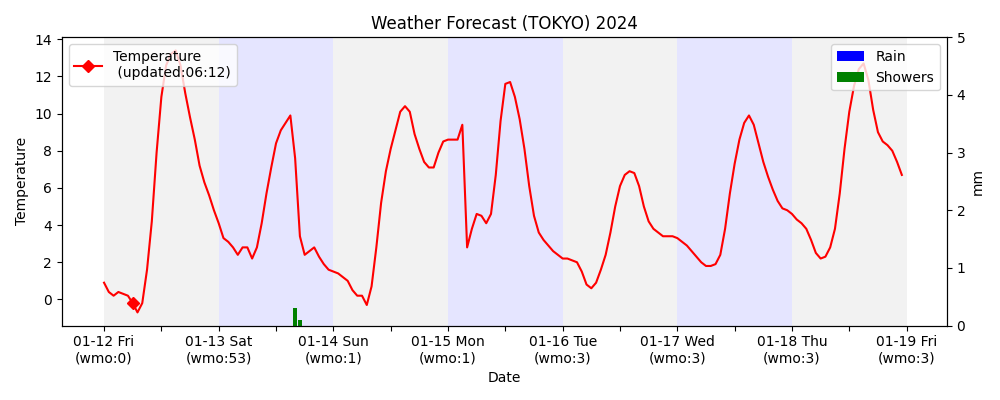 Weather Forecast (TOKYO) 2024
Temperature
(updated:06:12)
Rain
Showers
14
12
10
8
6
4
2
0
Temperature
5
4
3
2
1
0
mm
01-12 Fri 01-13 Sat 01-14 Sun 01-15 Mon 01-16 Tue 01-17 Wed 01-18 Thu 01-19 Fri
(wmo:0) (wmo:53) (wmo:1) (wmo:1) (wmo:3) (wmo:3) (wmo:3) (wmo:3)
Date